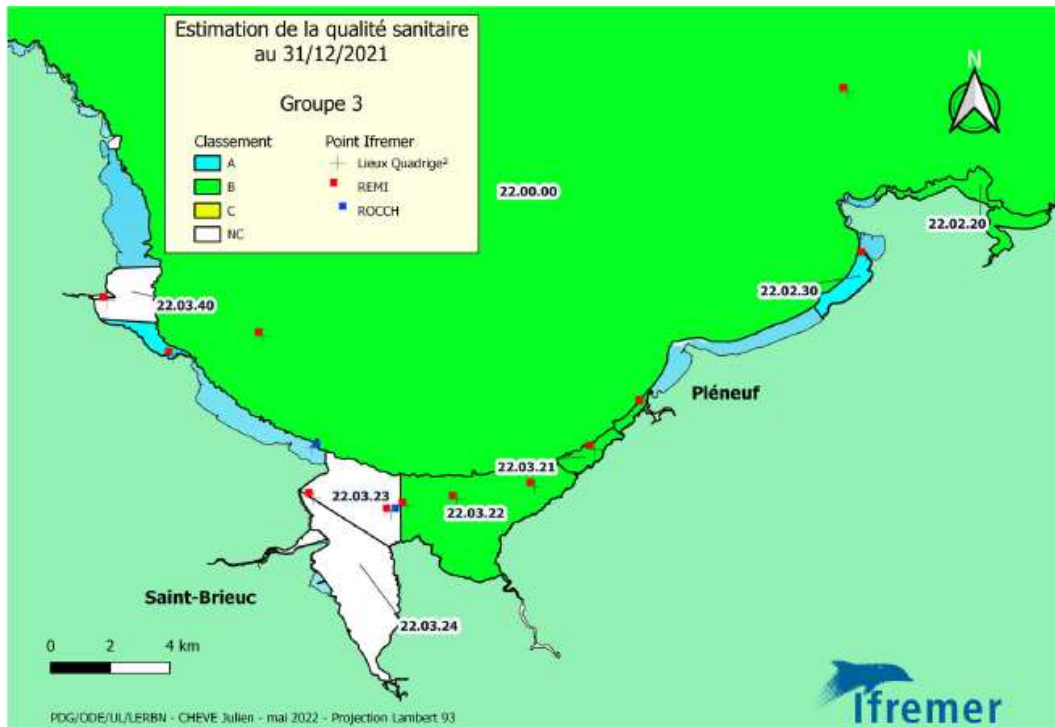 Estimation de la qualité sanitaire
au 31/12/2021
Groupe 3
Classement
Point Ifremer
A
Lieux Quadrige²
B
REMI
C
ROCCH
NC
N
22.00.00
22.02.20
22.02.30
22.03.40
Pléneuf
22.03.21
22.03.23
22.03.22
Saint-Brieuc
22.03.24
0 2 4 km
PDG/ODE/UL/LERBN - CHEVE Julien - mai 2022 - Projection Lambert 93
Ifremer